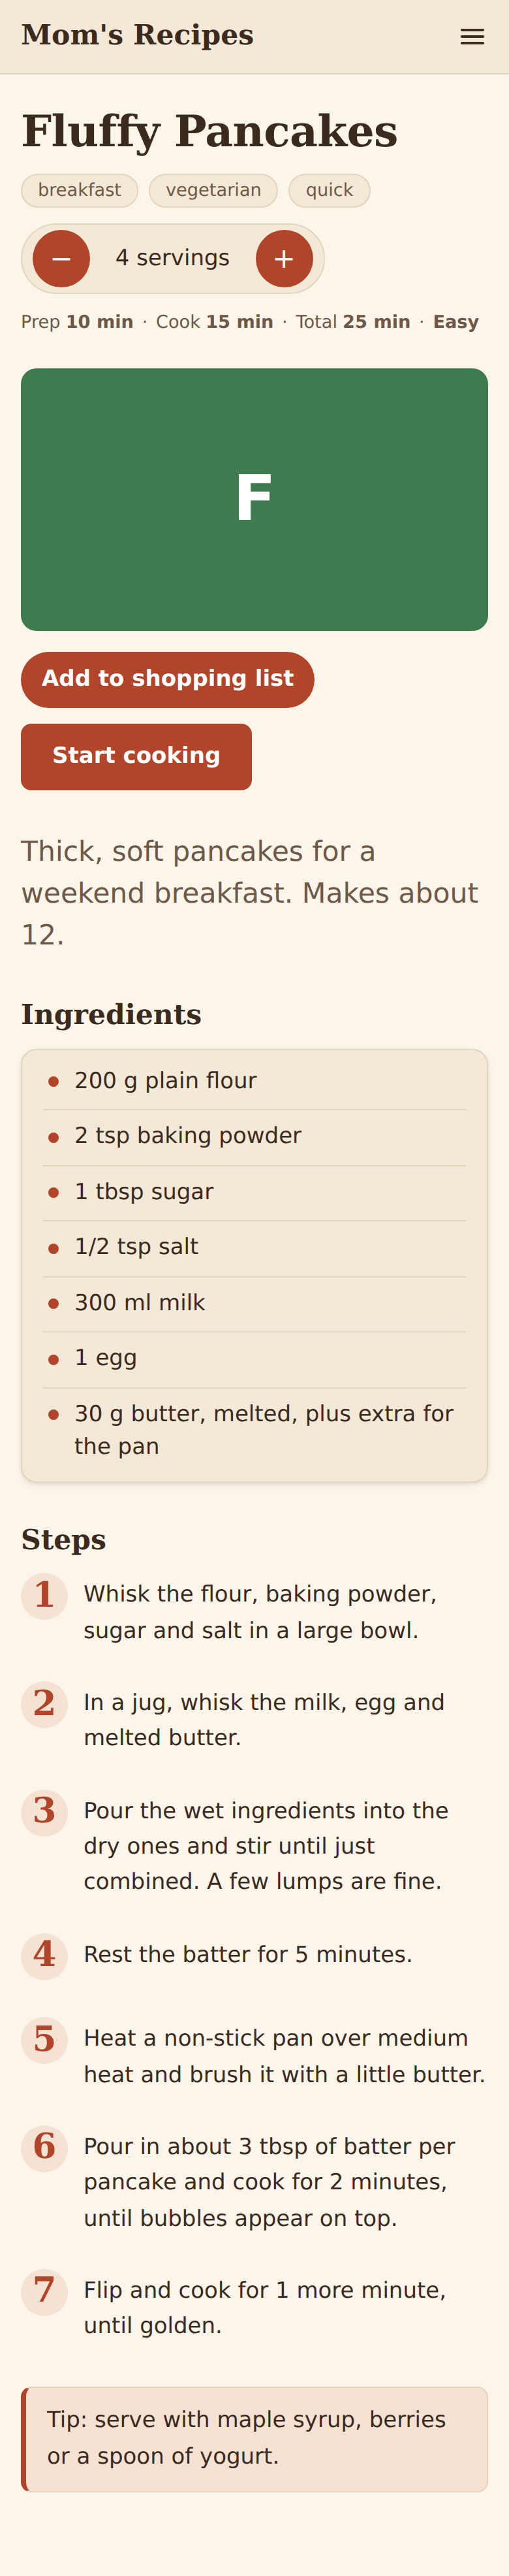 Mom's Recipes
Fluffy Pancakes
breakfast vegetarian quick
− 4 servings +
Prep 10 min · Cook 15 min · Total 25 min · Easy
F
Add to shopping list
Start cooking
Thick, soft pancakes for a
weekend breakfast. Makes about
12.
Ingredients
200 g plain flour
2 tsp baking powder
1 tbsp sugar
1/2 tsp salt
300 ml milk
1 egg
30 g butter, melted, plus extra for
the pan
Steps
1 Whisk the flour, baking powder,
sugar and salt in a large bowl.
2 In a jug, whisk the milk, egg and
melted butter.
3 Pour the wet ingredients into the
dry ones and stir until just
combined. A few lumps are fine.
4 Rest the batter for 5 minutes.
5 Heat a non-stick pan over medium
heat and brush it with a little butter.
6 Pour in about 3 tbsp of batter per
pancake and cook for 2 minutes,
until bubbles appear on top.
7 Flip and cook for 1 more minute,
until golden.
Tip: serve with maple syrup, berries
or a spoon of yogurt.